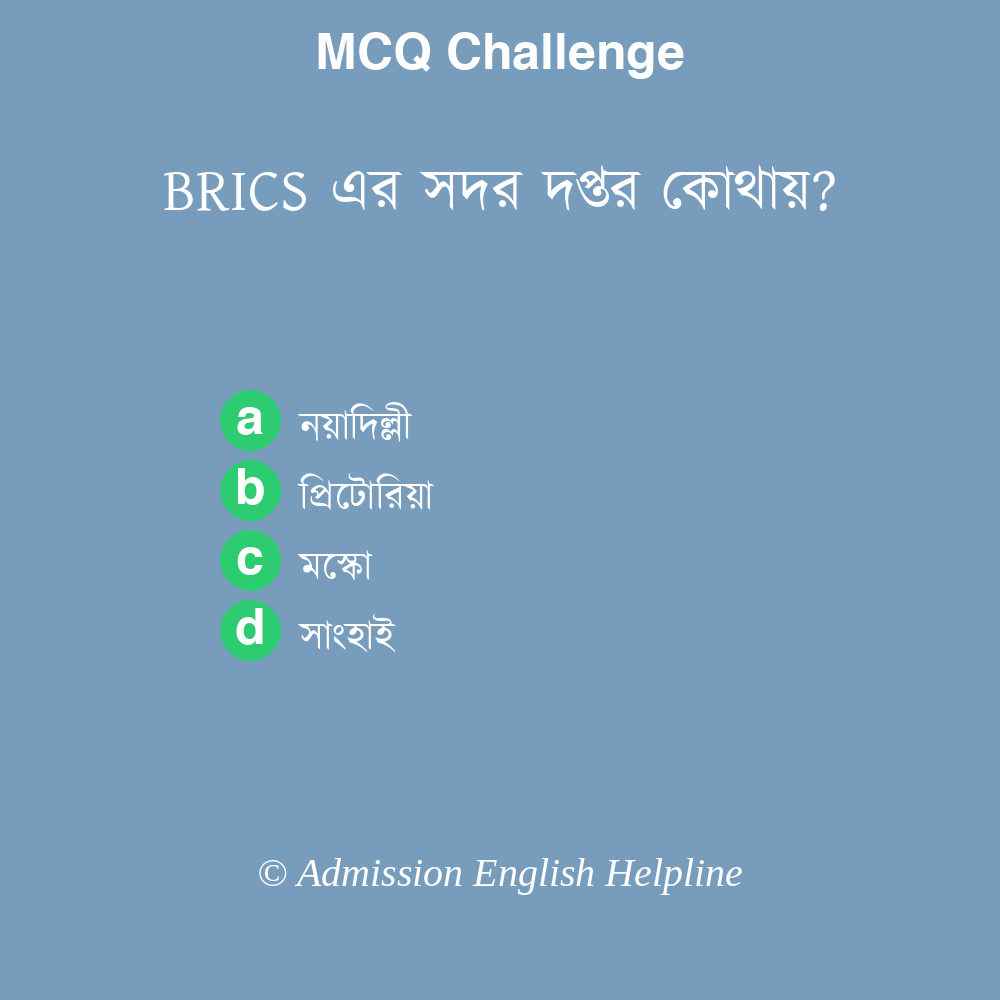 MCQ Challenge
BRICS এর সদর দপ্তর কোথায়?
a নয়াদিল্লী
b প্রিটোরিয়া
c মস্কো
d সাংহাই
© Admission English Helpline